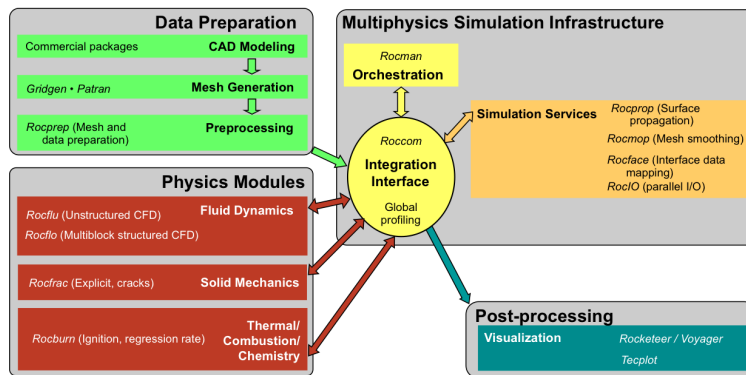 Data Preparation
Commercial packages CAD Modeling
Gridgen • Patran Mesh Generation
Rocprep (Mesh and
data preparation)
Preprocessing
Multiphysics Simulation Infrastructure
Rocman
Orchestration
Roccom
Integration
Interface
Global
profiling
Simulation Services
Rocprop (Surface
propagation)
Rocmop (Mesh smoothing)
Rocface (Interface data
mapping)
RocIO (parallel I/O)
Physics Modules
Fluid Dynamics
Rocflu (Unstructured CFD)
Rocflo (Multiblock structured CFD)
Rocfrac (Explicit, cracks) Solid Mechanics
Rocburn (Ignition, regression rate)
Thermal/
Combustion/
Chemistry
Post-processing
Visualization
Rocketeer / Voyager
Tecplot